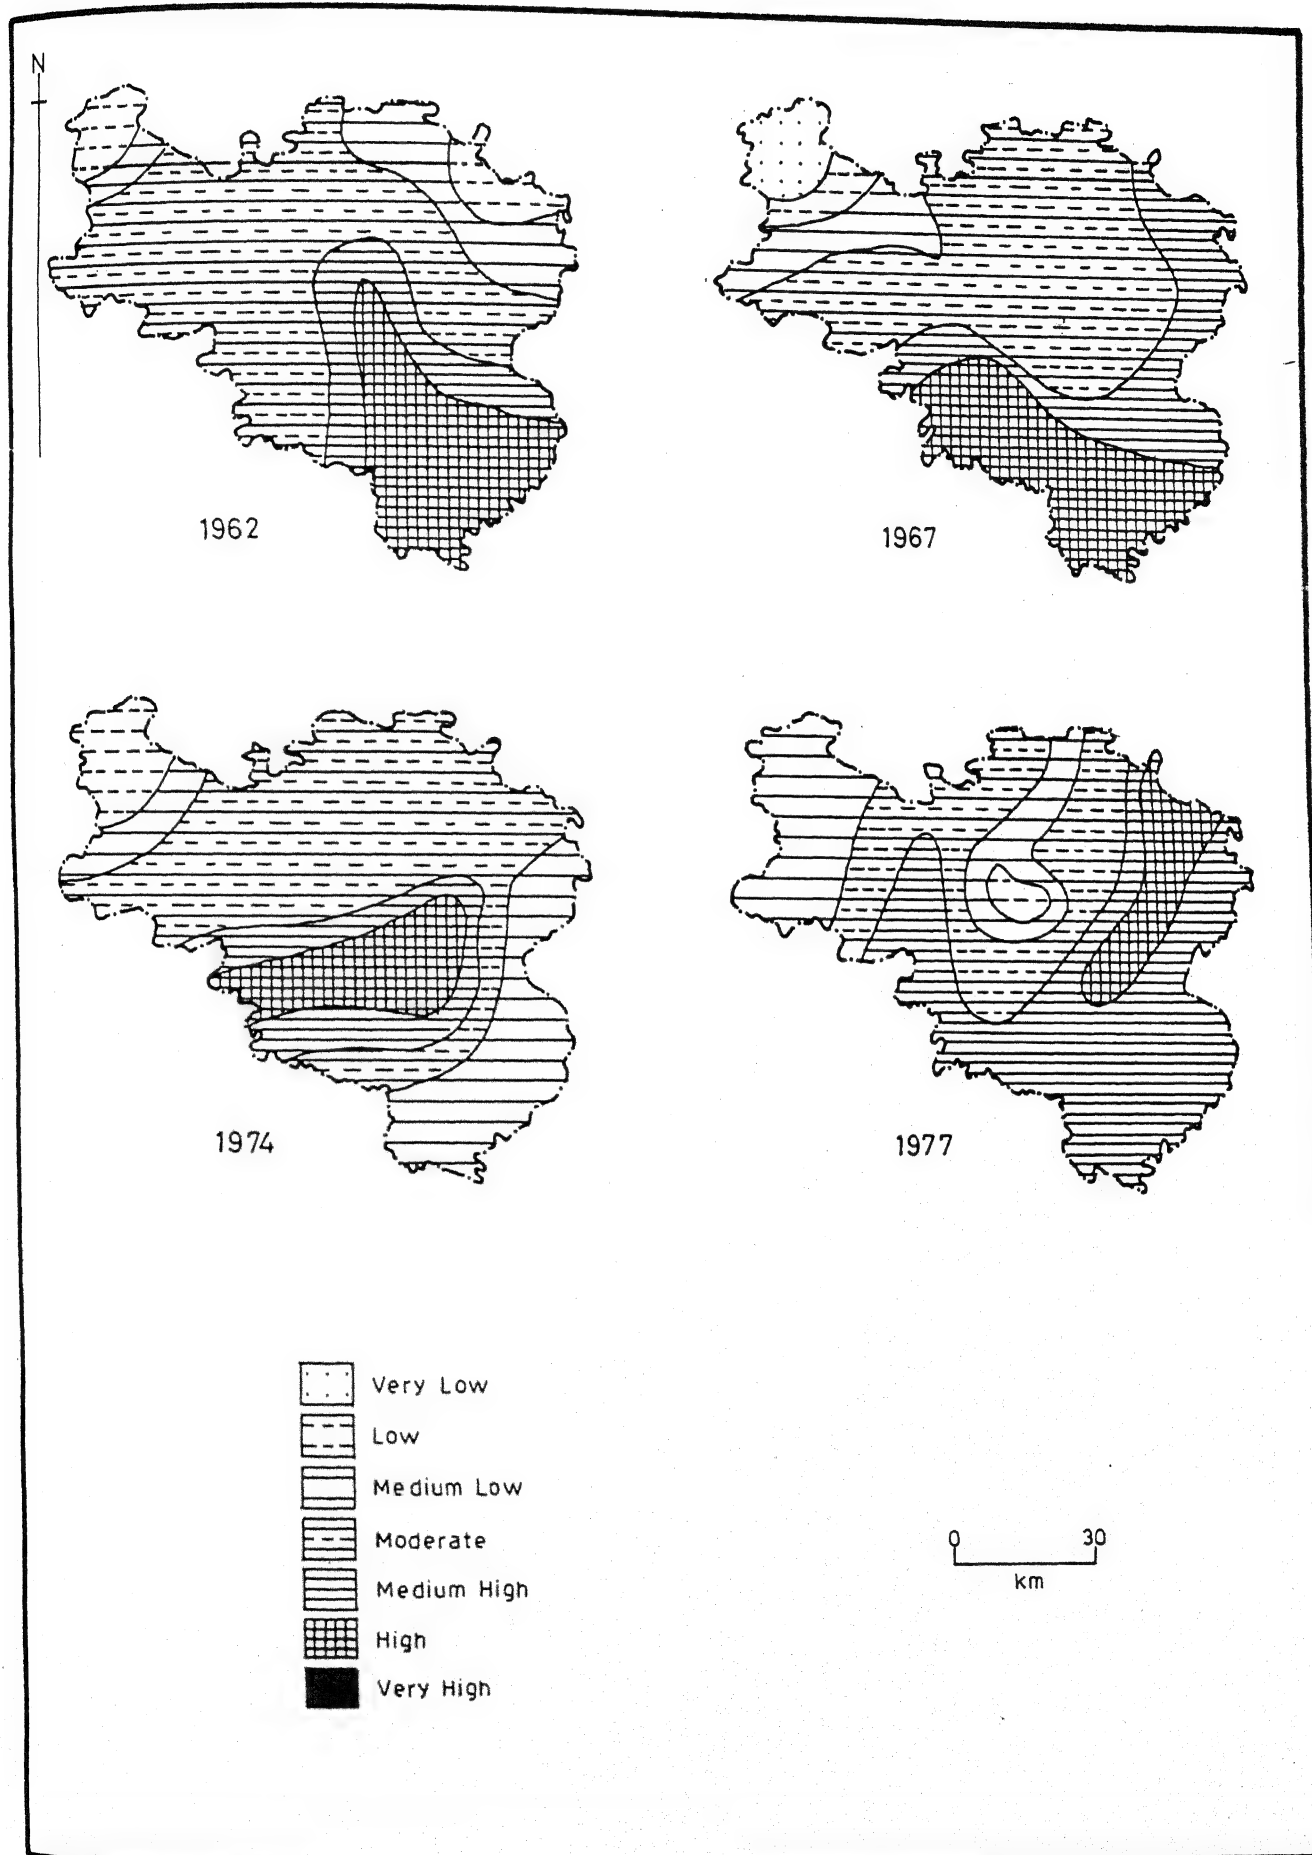 N
1962
1967
1974
1977
Very Low
Low
Medium Low
Moderate
Medium High
High
Very High
0 30
km